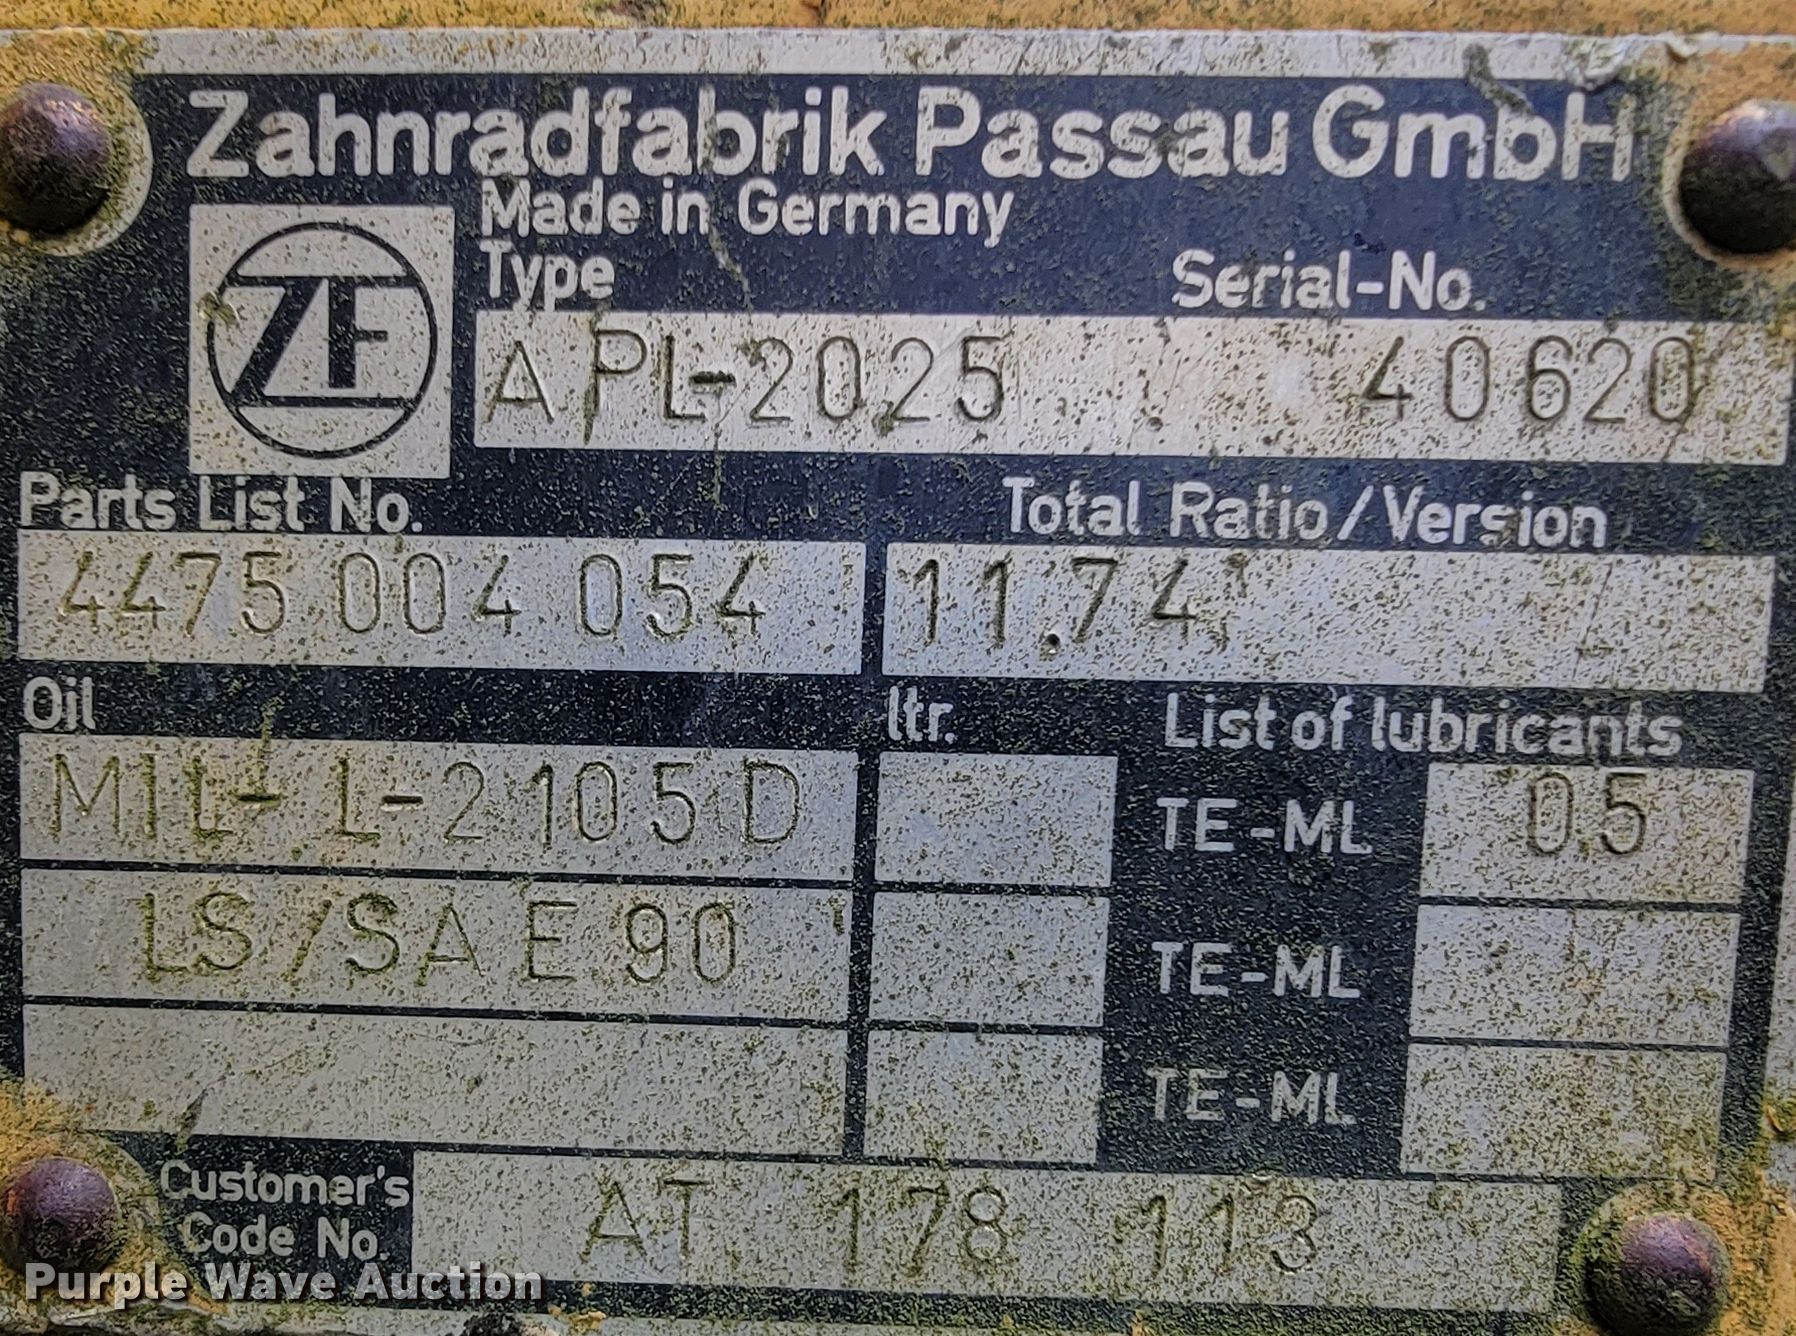 Zahnradfabrik Passau GmbH
Made in Germany
ZF
Type Serial-No.
APL-2025 40620
Parts List No. Total Ratio/Version
4475 004 054 11.74
Oil ltr. List of lubricants
MIL-L-2105D TE-ML 05
LS/SAE 90 TE-ML
TE-ML
Customer's
Code No. AT 178 113
Purple Wave Auction